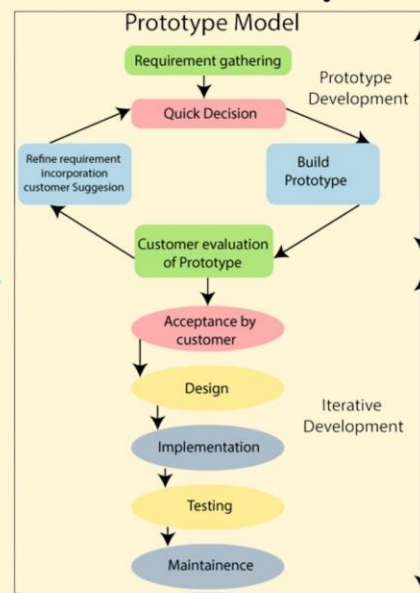 Prototype Model
Requirement gathering
Prototype
Development
Quick Decision
Refine requirement
incorporation
customer Suggesion
Build
Prototype
Customer evaluation
of Prototype
Acceptance by
customer
Design
Iterative
Development
Implementation
Testing
Maintainence